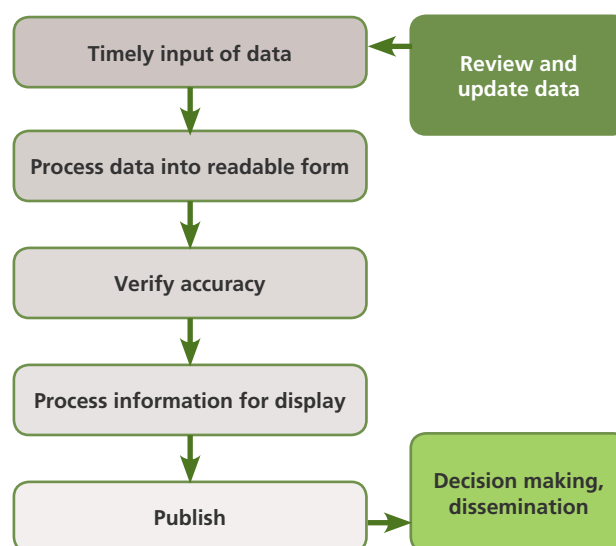 Timely input of data
Review and
update data
Process data into readable form
Verify accuracy
Process information for display
Publish
Decision making,
dissemination